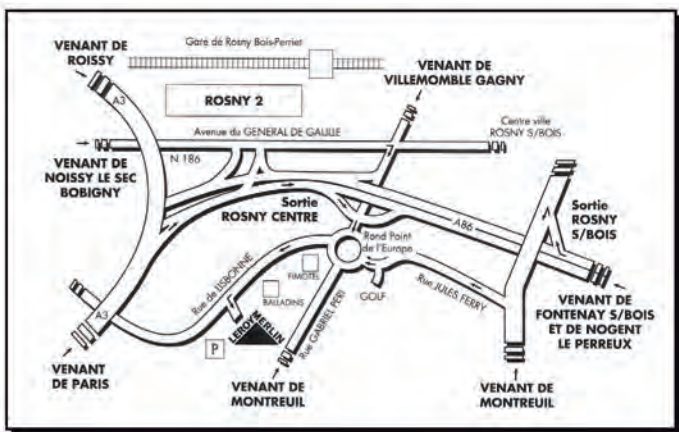 VENANT DE
ROISSY
Gare de Rosny Bois-Perrier
VENANT DE
VILLEMOMBLE GAGNY
A3
ROSNY 2
Avenue du GENERAL DE GAULLE
Centre ville
ROSNY S/BOIS
N 186
VENANT DE
NOISSY LE SEC
BOBIGNY
Sortie
ROSNY CENTRE
A86
Sortie
ROSNY
S/BOIS
Rond Point
de l'Europe
Rue de LISBONNE
FIMOTEL
BALLADINS
GOLF
Rue JULES FERRY
A3
P
LEROY MERLIN
Rue GABRIEL PERI
VENANT DE
FONTENAY S/BOIS
ET DE NOGENT
LE PERREUX
VENANT
DE PARIS
VENANT DE
MONTREUIL
VENANT DE
MONTREUIL